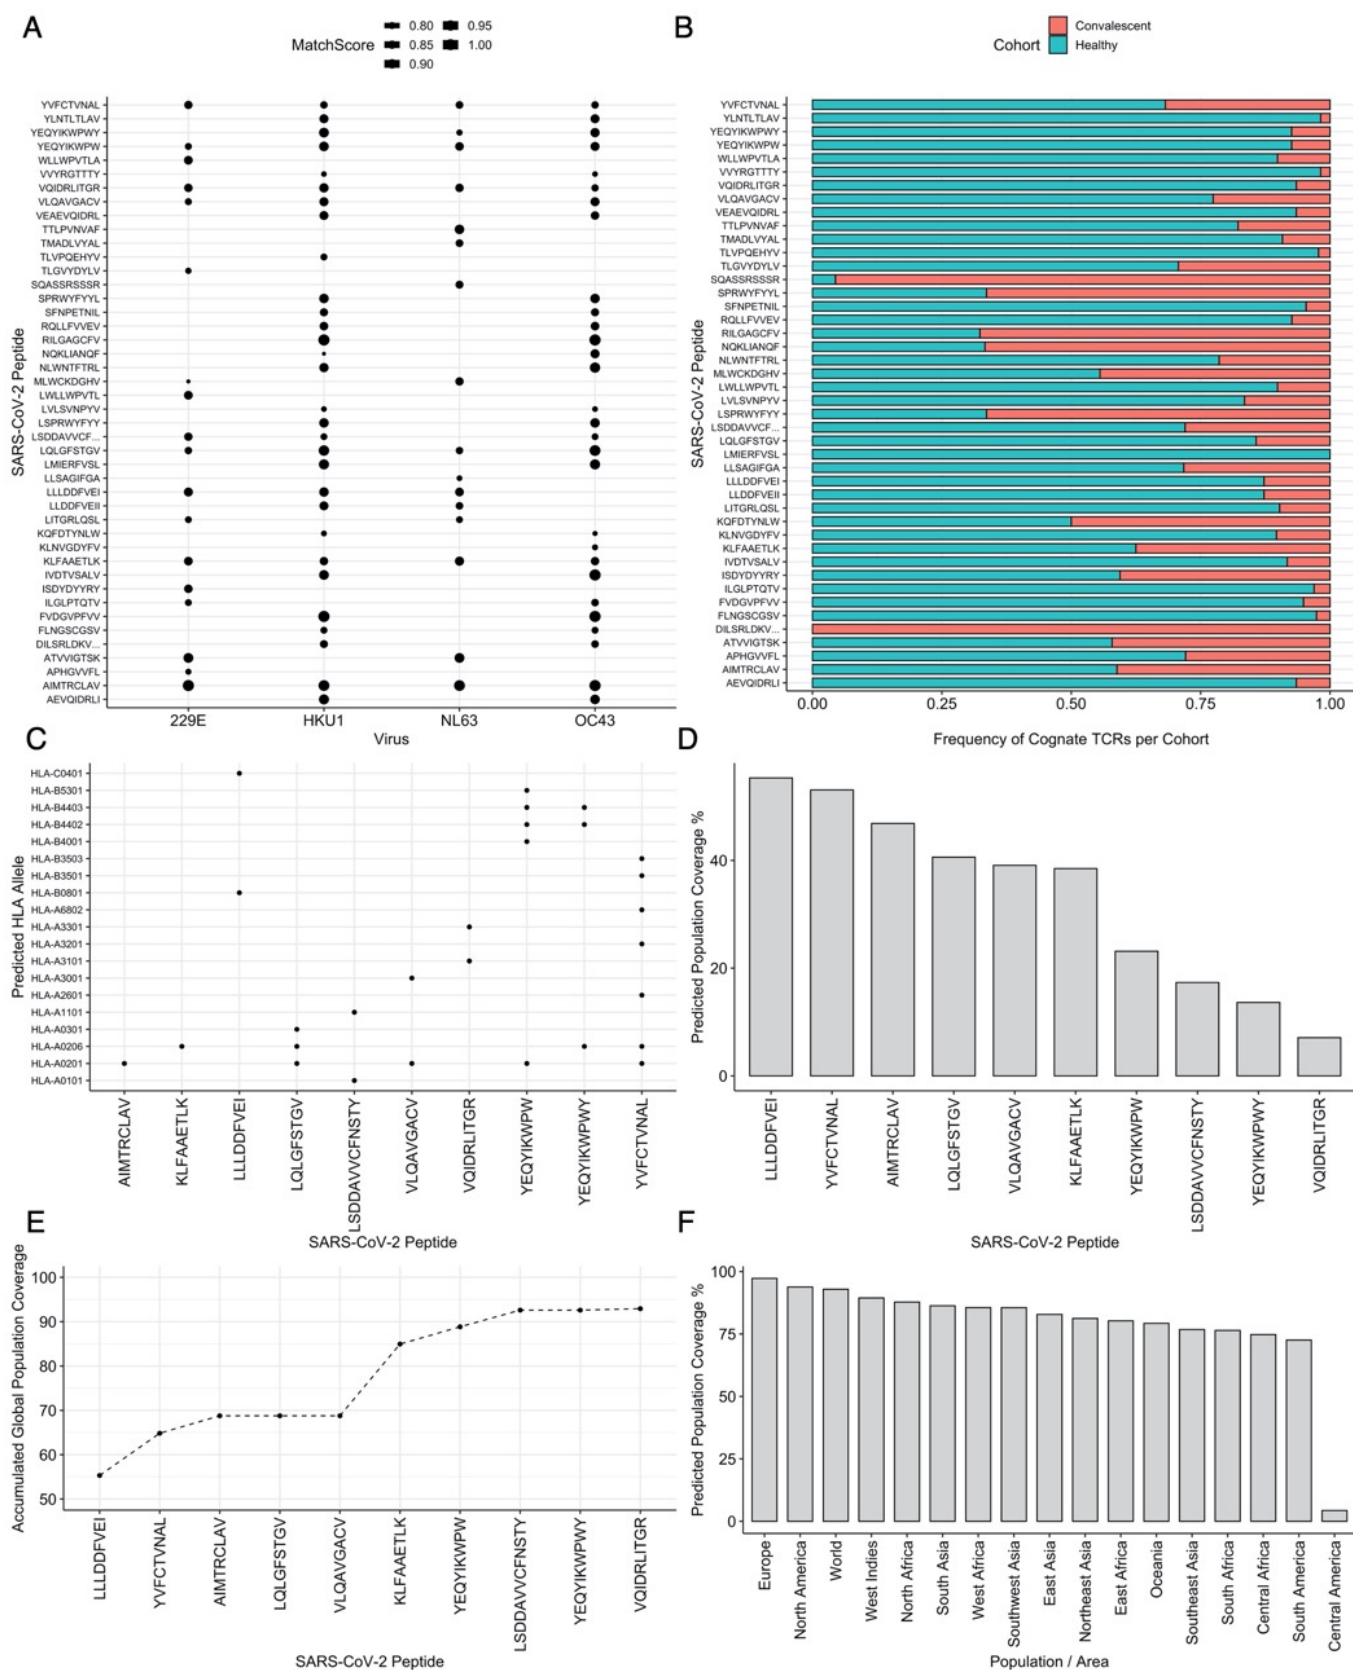 A
MatchScore
0.80
0.85
0.90
0.95
1.00
SARS-CoV-2 Peptide
YVFCTVNAL
YLNTLTLAV
YEQYIKWPWY
YEQYIKWPW
WLLWPVTLA
VVYRGTTTY
VQIDRLITGR
VLQAVGACV
VEAEVQIDRL
TTLPVNVAF
TMADLVYAL
TLVPQEHYV
TLGVYDYLV
SQASSRSSSR
SPRWYFYYL
SFNPETNIL
RQLLFVVEV
RILGAGCFV
NQKLIANQF
NLWNTFTRL
MLWCKDGHV
LWLLWPVTL
LVLSVNPYV
LSPRWYFYY
LSDDAVVCF...
LQLGFSTGV
LMIERFVSL
LLSAGIFGA
LLLDDFVEI
LLDDFVEII
LITGRLQSL
KQFDTYNLW
KLNVGDYFV
KLFAAETLK
IVDTVSALV
ISDYDYYRY
ILGLPTQTV
FVDGVPFVV
FLNGSCGSV
DILSRLDKV...
ATVVIGTSK
APHGVVFL
AIMTRCLAV
AEVQIDRLI
229E HKU1 NL63 OC43
Virus
B
Cohort
Convalescent
Healthy
SARS-CoV-2 Peptide
YVFCTVNAL
YLNTLTLAV
YEQYIKWPWY
YEQYIKWPW
WLLWPVTLA
VVYRGTTTY
VQIDRLITGR
VLQAVGACV
VEAEVQIDRL
TTLPVNVAF
TMADLVYAL
TLVPQEHYV
TLGVYDYLV
SQASSRSSSR
SPRWYFYYL
SFNPETNIL
RQLLFVVEV
RILGAGCFV
NQKLIANQF
NLWNTFTRL
MLWCKDGHV
LWLLWPVTL
LVLSVNPYV
LSPRWYFYY
LSDDAVVCF...
LQLGFSTGV
LMIERFVSL
LLSAGIFGA
LLLDDFVEI
LLDDFVEII
LITGRLQSL
KQFDTYNLW
KLNVGDYFV
KLFAAETLK
IVDTVSALV
ISDYDYYRY
ILGLPTQTV
FVDGVPFVV
FLNGSCGSV
DILSRLDKV...
ATVVIGTSK
APHGVVFL
AIMTRCLAV
AEVQIDRLI
0.00 0.25 0.50 0.75 1.00
Frequency of Cognate TCRs per Cohort
C
Predicted HLA Allele
HLA-C0401
HLA-B5301
HLA-B4403
HLA-B4402
HLA-B4001
HLA-B3503
HLA-B3501
HLA-B0801
HLA-A6802
HLA-A3301
HLA-A3201
HLA-A3101
HLA-A3001
HLA-A2601
HLA-A1101
HLA-A0301
HLA-A0206
HLA-A0201
HLA-A0101
AIMTRCLAV
KLFAAETLK
LLLDDFVEI
LQLGFSTGV
LSDDAVVCFNSTY
VLQAVGACV
VQIDRLITGR
YEQYIKWPW
YEQYIKWPWY
YVFCTVNAL
SARS-CoV-2 Peptide
D
Predicted Population Coverage %
40
20
0
LLLDDFVEI
YVFCTVNAL
AIMTRCLAV
LQLGFSTGV
VLQAVGACV
KLFAAETLK
YEQYIKWPW
LSDDAVVCFNSTY
YEQYIKWPWY
VQIDRLITGR
SARS-CoV-2 Peptide
E
Accumulated Global Population Coverage
100
90
80
70
60
50
LLLDDFVEI
YVFCTVNAL
AIMTRCLAV
LQLGFSTGV
VLQAVGACV
KLFAAETLK
YEQYIKWPW
LSDDAVVCFNSTY
YEQYIKWPWY
VQIDRLITGR
SARS-CoV-2 Peptide
F
Predicted Population Coverage %
100
75
50
25
0
Europe
North America
World
West Indies
North Africa
South Asia
West Africa
Southwest Asia
East Asia
Northeast Asia
East Africa
Oceania
Southeast Asia
South Africa
Central Africa
South America
Central America
Population / Area